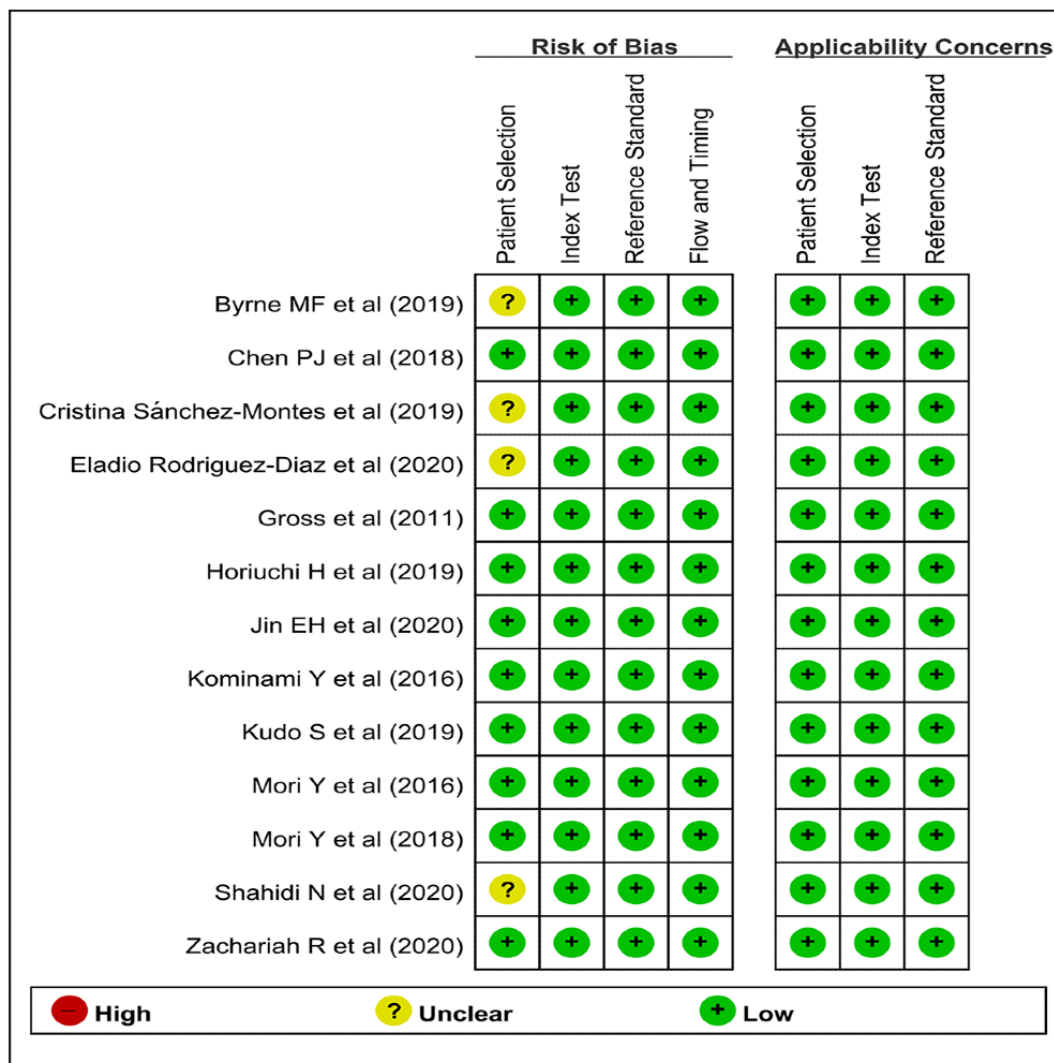 Risk of Bias Applicability Concerns
Patient Selection
Index Test
Reference Standard
Flow and Timing
Patient Selection
Index Test
Reference Standard
Byrne MF et al (2019) ? + + + + + +
Chen PJ et al (2018) + + + + + + +
Cristina Sánchez-Montes et al (2019) ? + + + + + +
Eladio Rodriguez-Diaz et al (2020) ? + + + + + +
Gross et al (2011) + + + + + + +
Horiuchi H et al (2019) + + + + + + +
Jin EH et al (2020) + + + + + + +
Kominami Y et al (2016) + + + + + + +
Kudo S et al (2019) + + + + + + +
Mori Y et al (2016) + + + + + + +
Mori Y et al (2018) + + + + + + +
Shahidi N et al (2020) ? + + + + + +
Zachariah R et al (2020) + + + + + + +
− High ? Unclear + Low